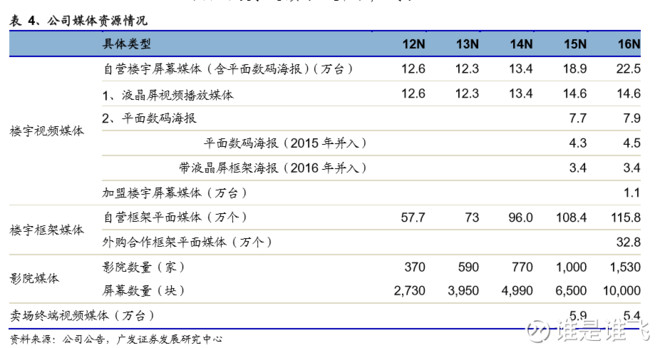 表 4、公司媒体资源情况
具体类型 12N 13N 14N 15N 16N
自营楼宇屏幕媒体（含平面数码海报）（万台） 12.6 12.3 13.4 18.9 22.5
1、液晶屏视频播放媒体 12.6 12.3 13.4 14.6 14.6
楼宇视频媒体
2、平面数码海报 7.7 7.9
平面数码海报（2015 年并入） 4.3 4.5
带液晶屏框架海报（2016 年并入） 3.4 3.4
加盟楼宇屏幕媒体（万台） 1.1
楼宇框架媒体
自营框架平面媒体（万个） 57.7 73 96.0 108.4 115.8
外购合作框架平面媒体（万个） 32.8
影院媒体
影院数量（家） 370 590 770 1,000 1,530
屏幕数量（块） 2,730 3,950 4,990 6,500 10,000
卖场终端视频媒体（万台） 5.9 5.4
资料来源：公司公告，广发证券发展研究中心
谁是谁飞